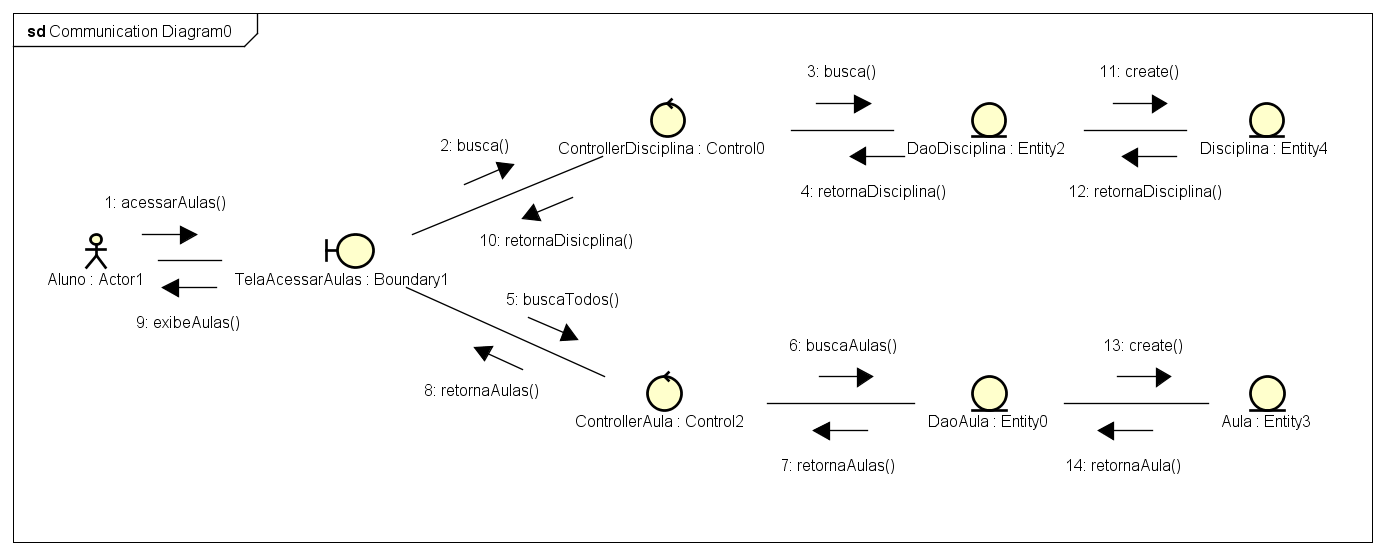 sd Communication Diagram0
3: busca()
11: create()
2: busca()
ControllerDisciplina : Control0
DaoDisciplina : Entity2
Disciplina : Entity4
4: retornaDisciplina()
12: retornaDisciplina()
1: acessarAulas()
10: retornaDisicplina()
Aluno : Actor1
TelaAcessarAulas : Boundary1
5: buscaTodos()
9: exibeAulas()
6: buscaAulas()
13: create()
8: retornaAulas()
ControllerAula : Control2
DaoAula : Entity0
Aula : Entity3
7: retornaAulas()
14: retornaAula()